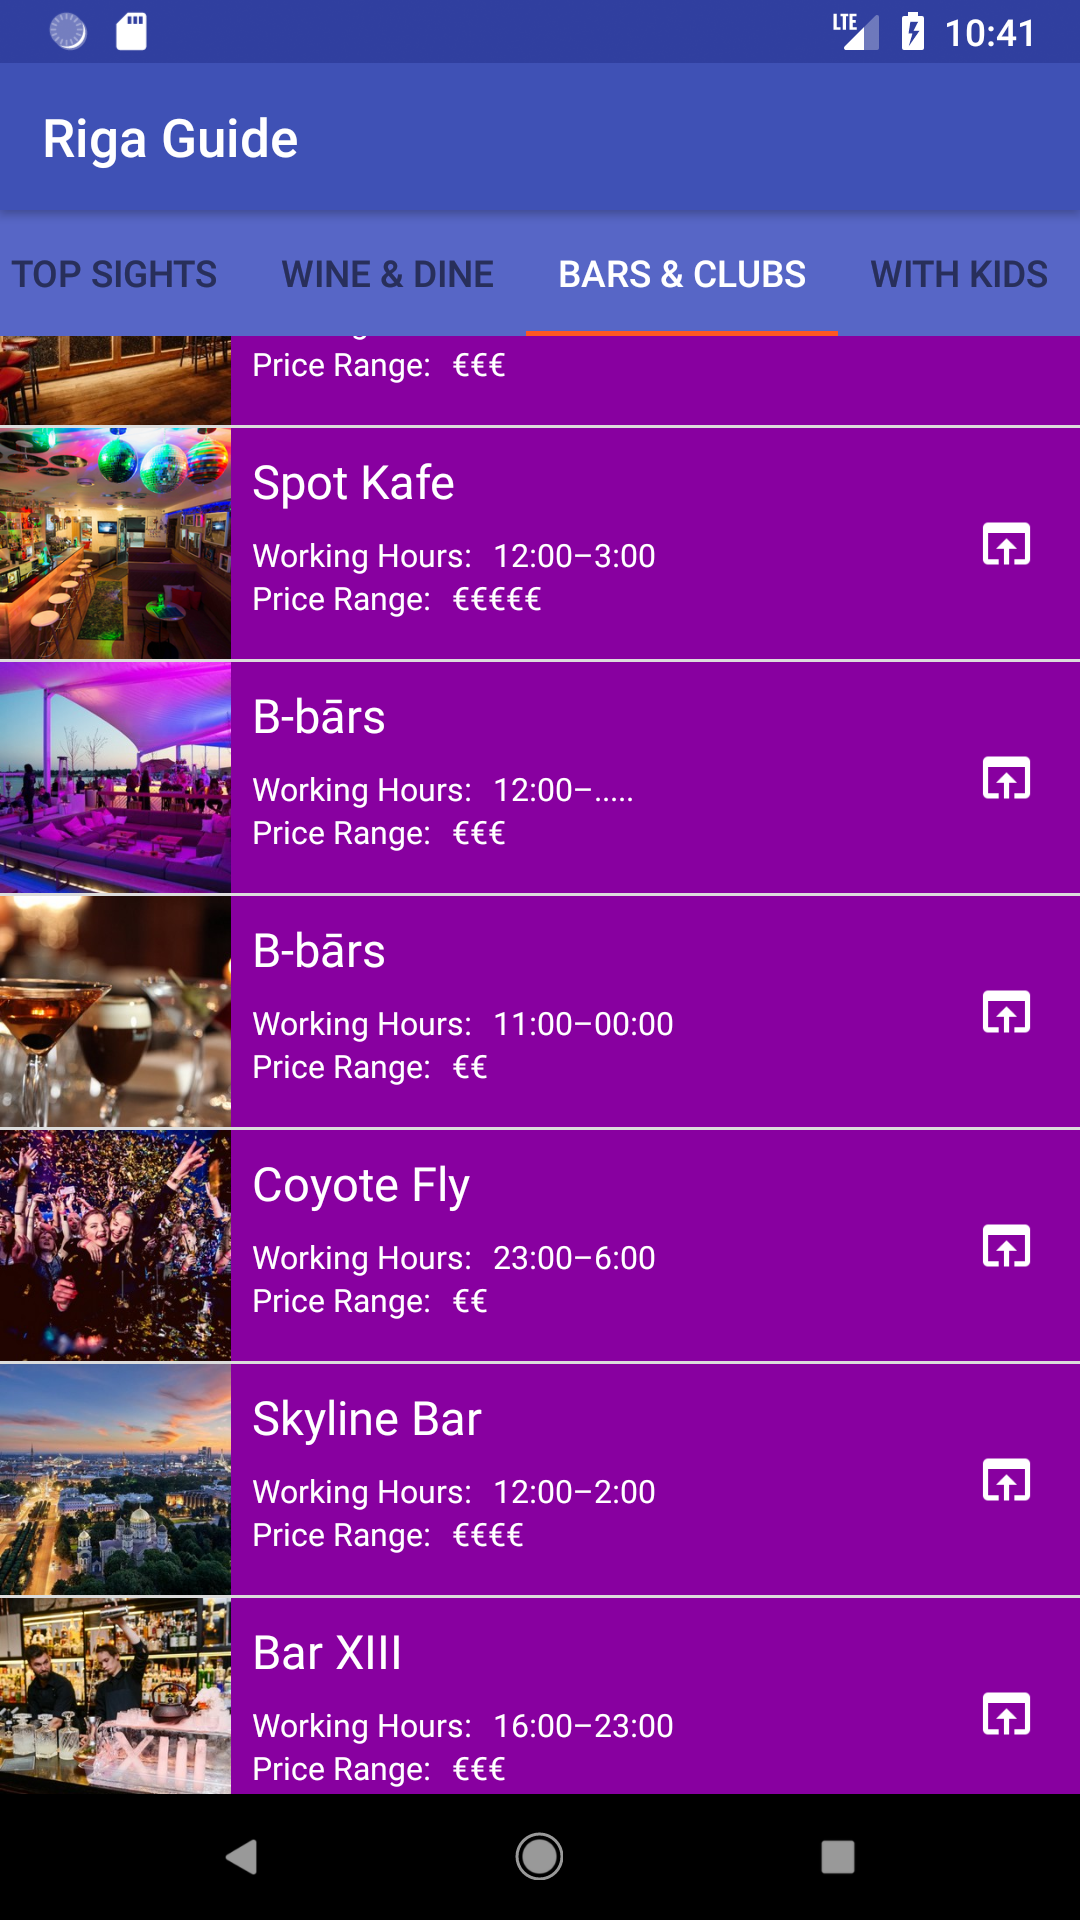 LTE 10:41
Riga Guide
TOP SIGHTS WINE & DINE BARS & CLUBS WITH KIDS
Price Range: €€€
Spot Kafe
Working Hours: 12:00–3:00
Price Range: €€€€€
B-bārs
Working Hours: 12:00–.....
Price Range: €€€
B-bārs
Working Hours: 11:00–00:00
Price Range: €€
Coyote Fly
Working Hours: 23:00–6:00
Price Range: €€
Skyline Bar
Working Hours: 12:00–2:00
Price Range: €€€€
Bar XIII
Working Hours: 16:00–23:00
Price Range: €€€
XIII